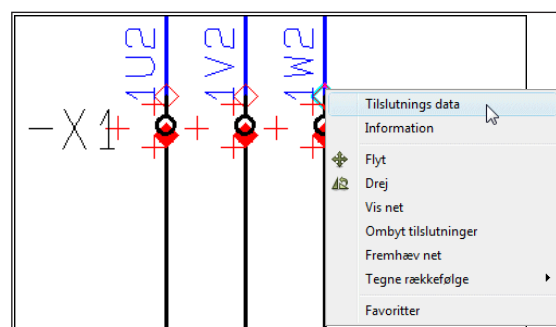 1U2
1V2
1W2
-X1
Tilslutnings data
Information
Flyt
Drej
Vis net
Ombyt tilslutninger
Fremhæv net
Tegne rækkefølge
Favoritter